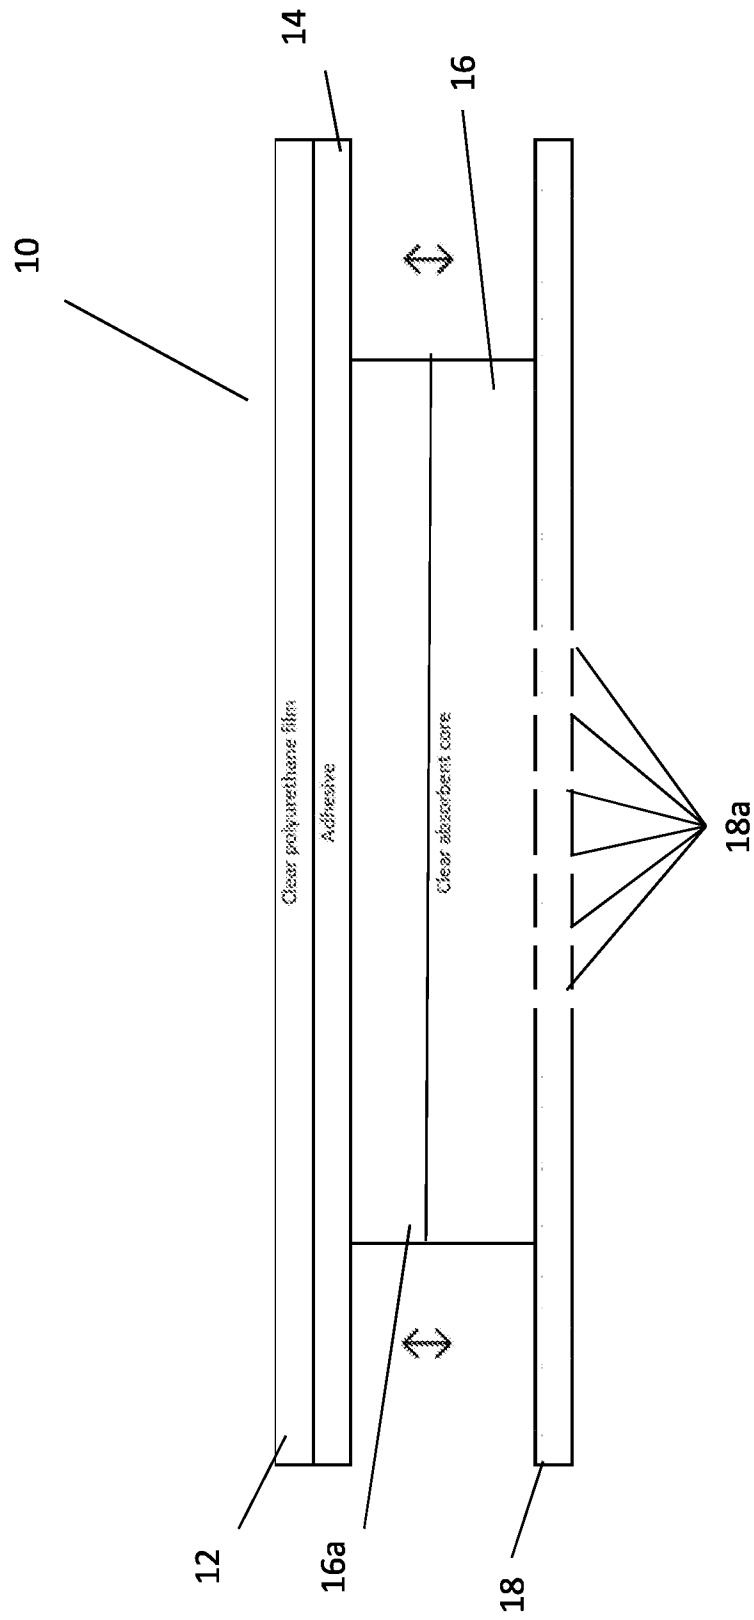 10
14
16
Clear polyurethane film
Adhesive
Clear absorbent core
12
16a
18
18a